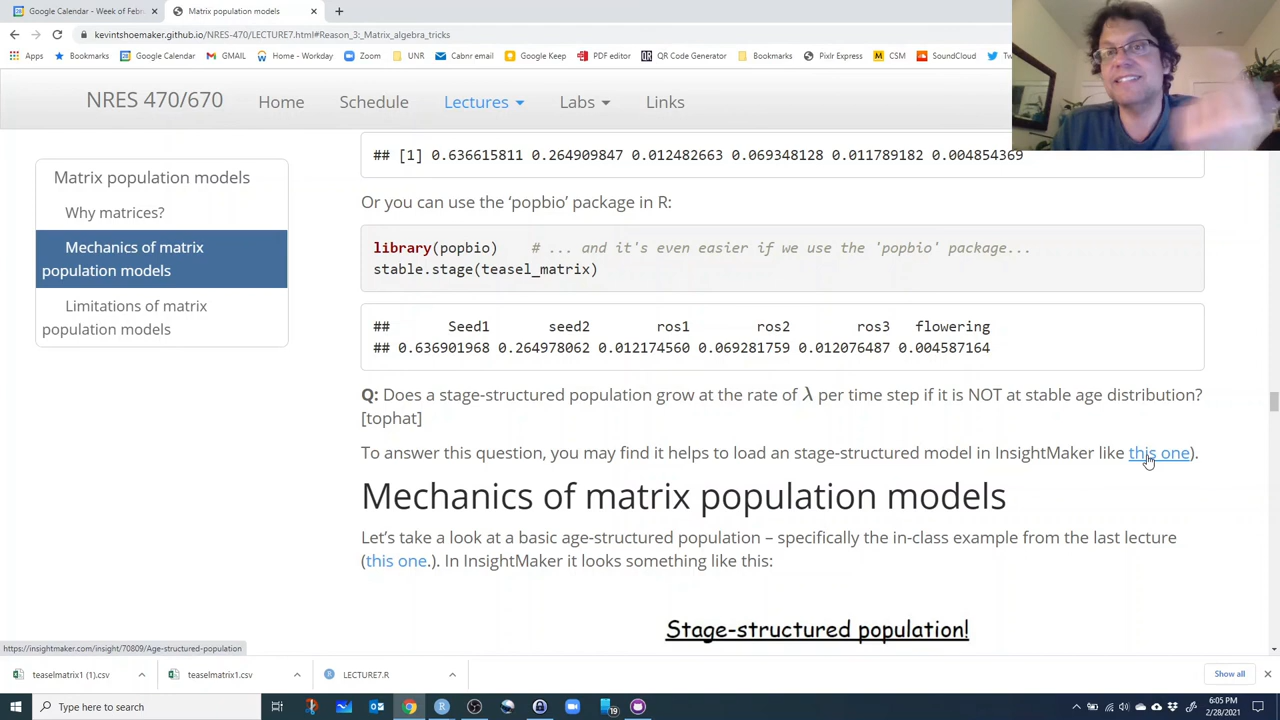 Google Calendar - Week of Febr
Matrix population models
kevintshoemaker.github.io/NRES-470/LECTURE7.html#Reason_3:_Matrix_algebra_tricks
Apps Bookmarks Google Calendar GMAIL Home - Workday Zoom UNR Cabnr email Google Keep PDF editor QR Code Generator Bookmarks Pixlr Express CSM SoundCloud Tw
NRES 470/670 Home Schedule Lectures Labs Links
Matrix population models
Why matrices?
Mechanics of matrix
population models
Limitations of matrix
population models
## [1] 0.636615811 0.264909847 0.012482663 0.069348128 0.011789182 0.004854369
Or you can use the ‘popbio’ package in R:
library(popbio) # ... and it's even easier if we use the 'popbio' package...
stable.stage(teasel_matrix)
## Seed1 seed2 ros1 ros2 ros3 flowering
## 0.636901968 0.264978062 0.012174560 0.069281759 0.012076487 0.004587164
Q: Does a stage-structured population grow at the rate of λ per time step if it is NOT at stable age distribution?
[tophat]
To answer this question, you may find it helps to load an stage-structured model in InsightMaker like this one).
Mechanics of matrix population models
Let’s take a look at a basic age-structured population – specifically the in-class example from the last lecture
(this one.). In InsightMaker it looks something like this:
Stage-structured population!
https://insightmaker.com/insight/70809/Age-structured-population
teaselmatrix1 (1).csv teaselmatrix1.csv LECTURE7.R Show all
Type here to search
19
6:05 PM
2/28/2021